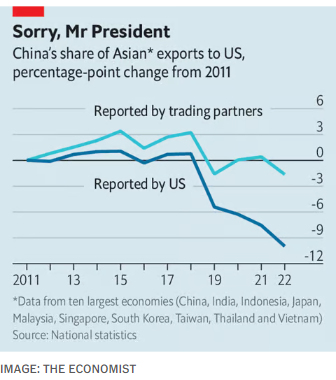 Sorry, Mr President
China's share of Asian* exports to US,
percentage-point change from 2011
6
Reported by trading partners
3
0
Reported by US
-3
-6
-9
-12
2011 13 15 17 19 21 22
*Data from ten largest economies (China, India, Indonesia, Japan,
Malaysia, Singapore, South Korea, Taiwan, Thailand and Vietnam)
Source: National statistics
IMAGE: THE ECONOMIST